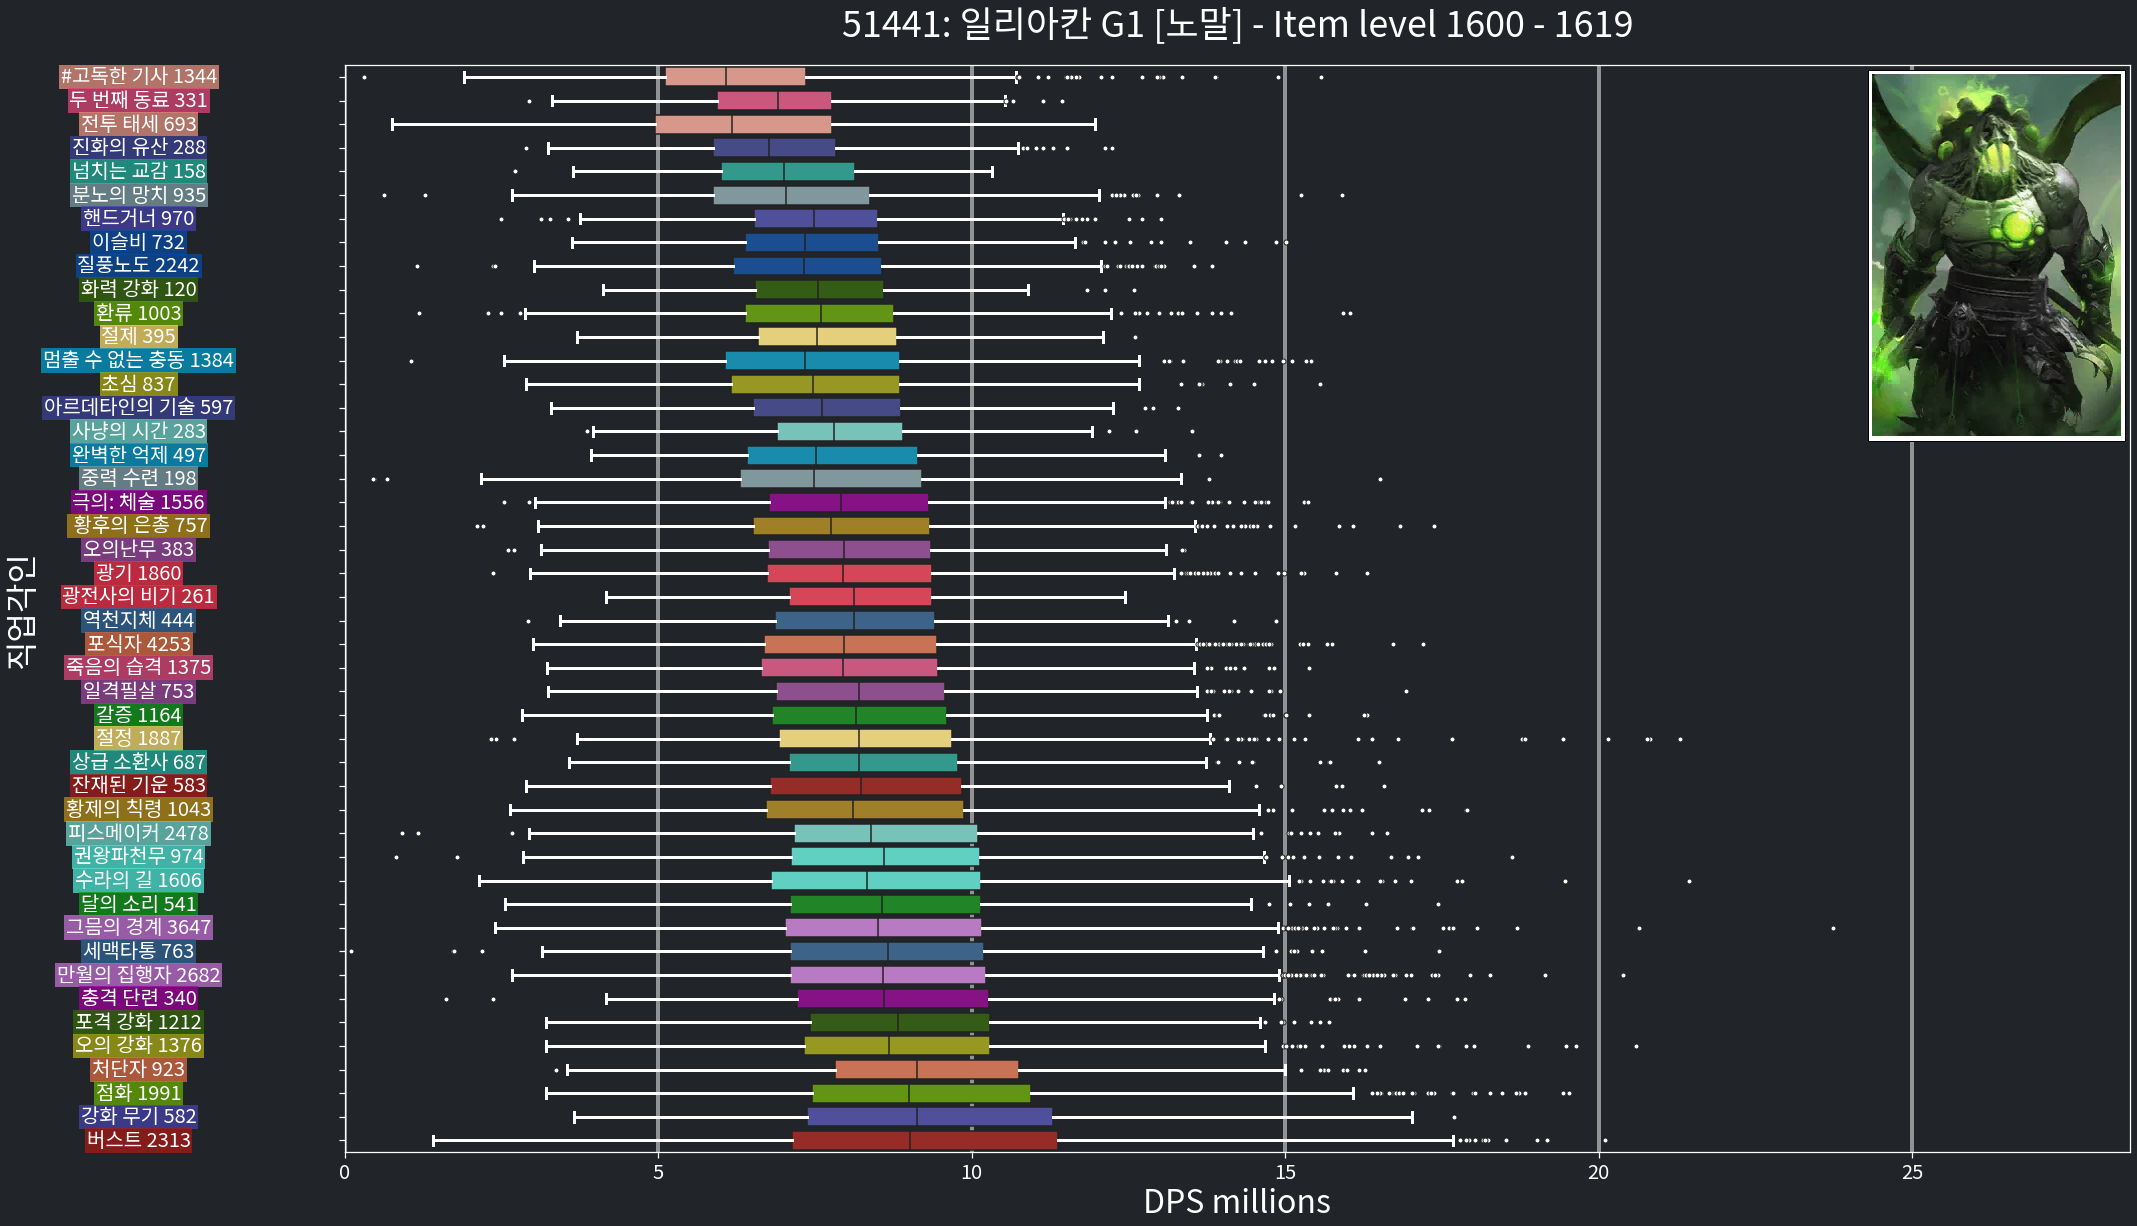 51441: 일리아칸 G1 [노말] - Item level 1600 - 1619
#고독한 기사 1344
두 번째 동료 331
전투 태세 693
진화의 유산 288
넘치는 교감 158
분노의 망치 935
핸드거너 970
이슬비 732
질풍노도 2242
화력 강화 120
환류 1003
절제 395
멈출 수 없는 충동 1384
초심 837
아르데타인의 기술 597
사냥의 시간 283
완벽한 억제 497
중력 수련 198
극의: 체술 1556
황후의 은총 757
오의난무 383
광기 1860
광전사의 비기 261
역천지체 444
포식자 4253
죽음의 습격 1375
일격필살 753
갈증 1164
절정 1887
상급 소환사 687
잔재된 기운 583
황제의 칙령 1043
피스메이커 2478
권왕파천무 974
수라의 길 1606
달의 소리 541
그믐의 경계 3647
세맥타통 763
만월의 집행자 2682
충격 단련 340
포격 강화 1212
오의 강화 1376
처단자 923
점화 1991
강화 무기 582
버스트 2313
직업각인
0 5 10 15 20 25
DPS millions